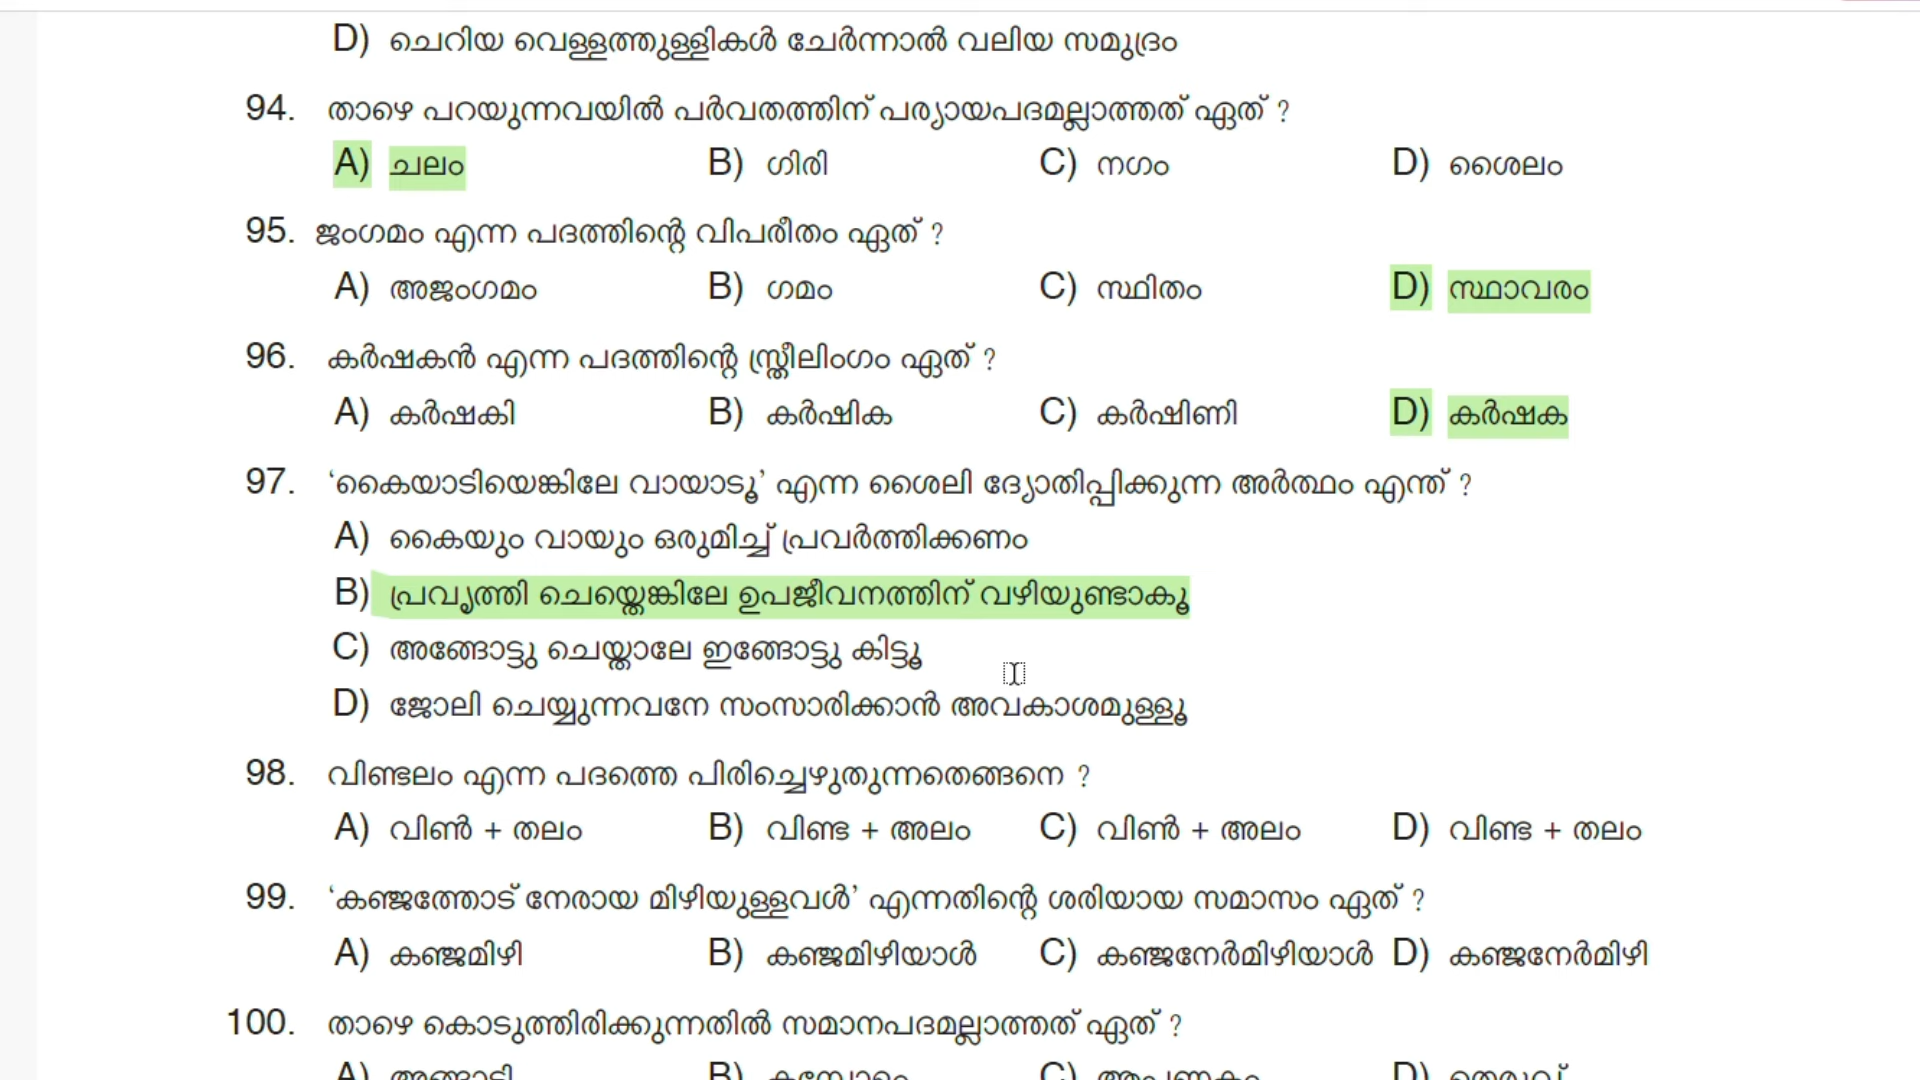 D) ചെറിയ വെള്ളത്തുള്ളികൾ ചേർന്നാൽ വലിയ സമുദ്രം
94. താഴെ പറയുന്നവയിൽ പർവതത്തിന് പര്യായപദമല്ലാത്തത് ഏത് ?
A) ചലം B) ഗിരി C) നഗം D) ശൈലം
95. ജംഗമം എന്ന പദത്തിന്റെ വിപരീതം ഏത് ?
A) അജംഗമം B) ഗമം C) സ്ഥിതം D) സ്ഥാവരം
96. കർഷകൻ എന്ന പദത്തിന്റെ സ്ത്രീലിംഗം ഏത് ?
A) കർഷകി B) കർഷിക C) കർഷിണി D) കർഷക
97. ‘കൈയാടിയെങ്കിലേ വായാടൂ’ എന്ന ശൈലി ദ്യോതിപ്പിക്കുന്ന അർത്ഥം എന്ത് ?
A) കൈയും വായും ഒരുമിച്ച് പ്രവർത്തിക്കണം
B) പ്രവൃത്തി ചെയ്തെങ്കിലേ ഉപജീവനത്തിന് വഴിയുണ്ടാകൂ
C) അങ്ങോട്ടു ചെയ്താലേ ഇങ്ങോട്ടു കിട്ടൂ
D) ജോലി ചെയ്യുന്നവനേ സംസാരിക്കാൻ അവകാശമുള്ളൂ
98. വിണ്ടലം എന്ന പദത്തെ പിരിച്ചെഴുതുന്നതെങ്ങനെ ?
A) വിൺ + തലം B) വിണ്ട + അലം C) വിൺ + അലം D) വിണ്ട + തലം
99. ‘കഞ്ജത്തോട് നേരായ മിഴിയുള്ളവൾ’ എന്നതിന്റെ ശരിയായ സമാസം ഏത് ?
A) കഞ്ജമിഴി B) കഞ്ജമിഴിയാൾ C) കഞ്ജനേർമിഴിയാൾ D) കഞ്ജനേർമിഴി
100. താഴെ കൊടുത്തിരിക്കുന്നതിൽ സമാനപദമല്ലാത്തത് ഏത് ?
A) അങ്ങാടി B) C) D)